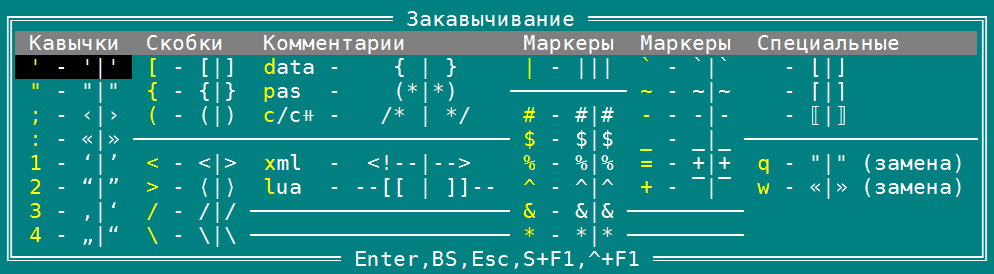 Закавычивание
Кавычки Скобки Комментарии Маркеры Маркеры Специальные
' - '|' [ - [|] data - { | } | - ||| ` - `|` - ⌊|⌋
" - "|" { - {|} pas - (*|*) ~ - ~|~ - ⌈|⌉
; - ‹|› ( - (|) c/c# - /* | */ # - #|# - - -|- - ⟦|⟧
: - «|» $ - $|$ _ - _|_
1 - ‘|’ < - <|> xml - <!--|--> % - %|% = - +|+ q - "|" (замена)
2 - “|” > - ⟨|⟩ lua - --[[ | ]]-- ^ - ^|^ + - ¯|¯ w - «|» (замена)
3 - ‚|‘ / - /|/ & - &|&
4 - „|“ \ - \|\ * - *|*
Enter,BS,Esc,S+F1,^+F1